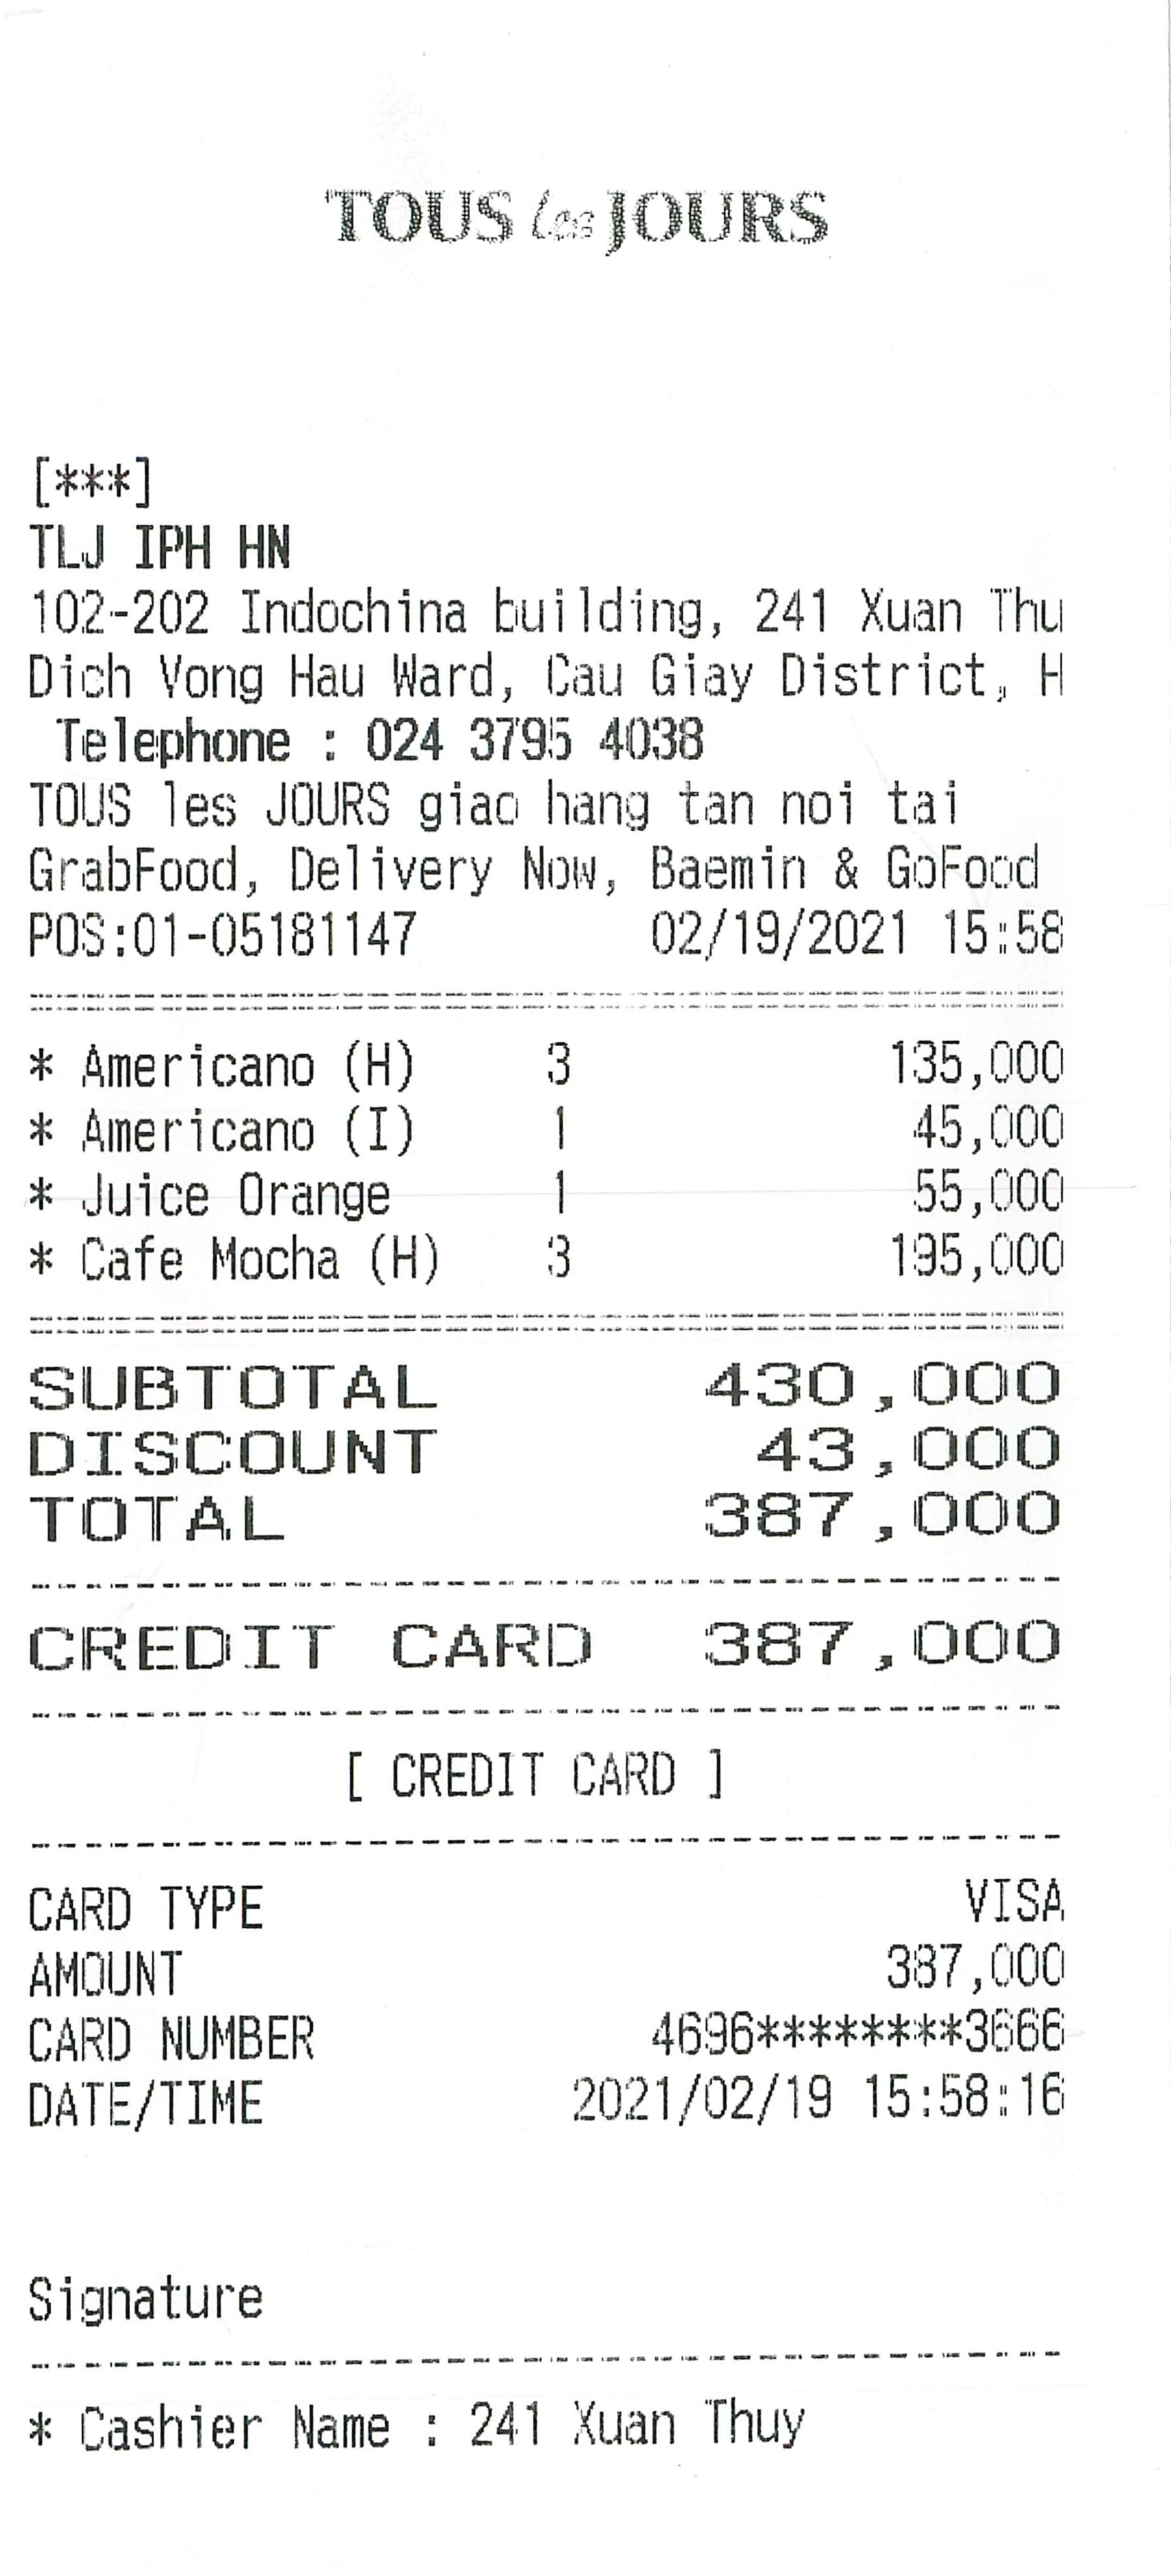 TOUS les JOURS
[***]
TLJ IPH HN
102-202 Indochina building, 241 Xuan Thu
Dich Vong Hau Ward, Cau Giay District, H
Telephone : 024 3795 4038
TOUS les JOURS giao hang tan noi tai
GrabFood, Delivery Now, Baemin & GoFood
POS:01-05181147 02/19/2021 15:58
* Americano (H) 3 135,000
* Americano (I) 1 45,000
* Juice Orange 1 55,000
* Cafe Mocha (H) 3 195,000
SUBTOTAL 430,000
DISCOUNT 43,000
TOTAL 387,000
CREDIT CARD 387,000
[ CREDIT CARD ]
CARD TYPE VISA
AMOUNT 387,000
CARD NUMBER 4696********3666
DATE/TIME 2021/02/19 15:58:16
Signature
* Cashier Name : 241 Xuan Thuy